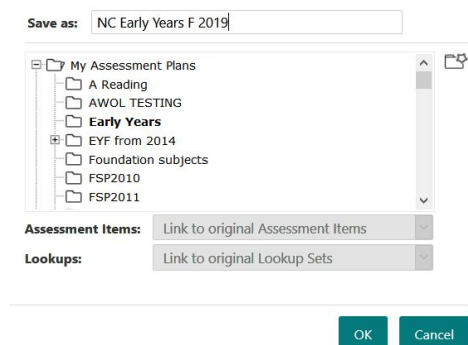 Save as: NC Early Years F 2019
My Assessment Plans
A Reading
AWOL TESTING
Early Years
EYF from 2014
Foundation subjects
FSP2010
FSP2011
Assessment Items: Link to original Assessment Items
Lookups: Link to original Lookup Sets
OK Cancel